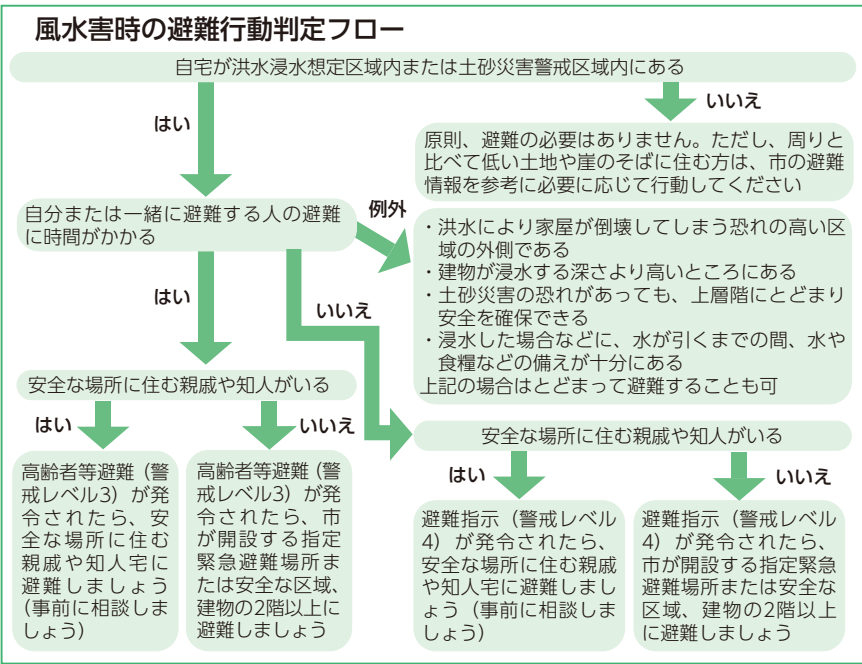 風水害時の避難行動判定フロー
自宅が洪水浸水想定区域内または土砂災害警戒区域内にある
はい
いいえ
原則、避難の必要はありません。ただし、周りと
比べて低い土地や崖のそばに住む方は、市の避難
情報を参考に必要に応じて行動してください
自分または一緒に避難する人の避難
に時間がかかる
例外
・洪水により家屋が倒壊してしまう恐れの高い区
域の外側である
・建物が浸水する深さより高いところにある
・土砂災害の恐れがあっても、上層階にとどまり
安全を確保できる
・浸水した場合などに、水が引くまでの間、水や
食糧などの備えが十分にある
上記の場合はとどまって避難することも可
はい
いいえ
安全な場所に住む親戚や知人がいる
はい
いいえ
高齢者等避難（警
戒レベル3）が発
令されたら、安
全な場所に住む
親戚や知人宅に
避難しましょう
（事前に相談しま
しょう）
高齢者等避難（警
戒レベル3）が発
令されたら、市
が開設する指定
緊急避難場所ま
たは安全な区域、
建物の2階以上に
避難しましょう
安全な場所に住む親戚や知人がいる
はい
いいえ
避難指示（警戒レベル
4）が発令されたら、
安全な場所に住む親戚
や知人宅に避難しまし
ょう（事前に相談しま
しょう）
避難指示（警戒レベル
4）が発令されたら、
市が開設する指定緊急
避難場所または安全な
区域、建物の2階以上
に避難しましょう